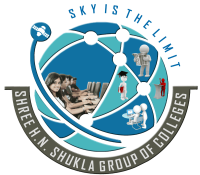 SKY IS THE LIMIT
SHREE H.N. SHUKLA GROUP OF COLLEGES